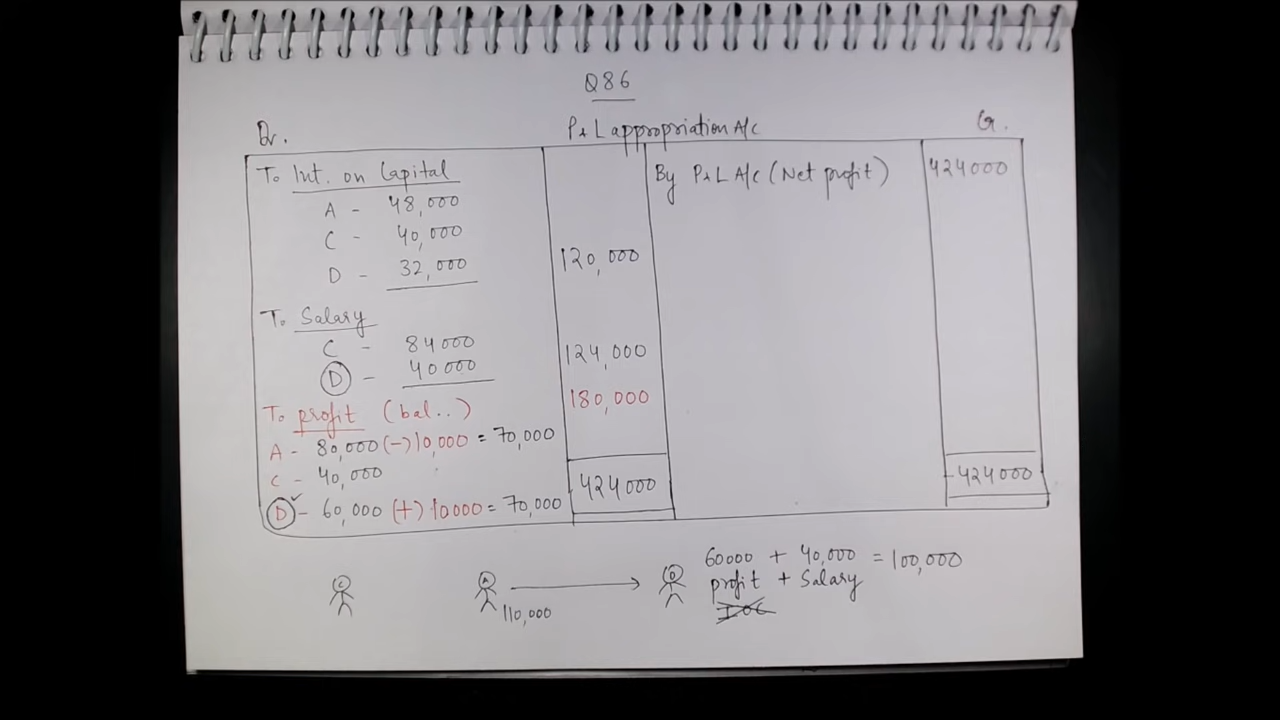 Q86
Dr. P & L appropriation A/c Cr.
To Int. on Capital
A - 48,000
C - 40,000
D - 32,000 120,000
To Salary
C - 84000
D - 40000 124,000
To profit (bal..) 180,000
A - 80,000 (-) 10,000 = 70,000
C - 40,000
D - 60,000 (+) 10000 = 70,000
424000
By P & L A/c (Net profit) 424000
424000
C A D
110,000
60000 + 40,000 = 100,000
profit + Salary
IOC